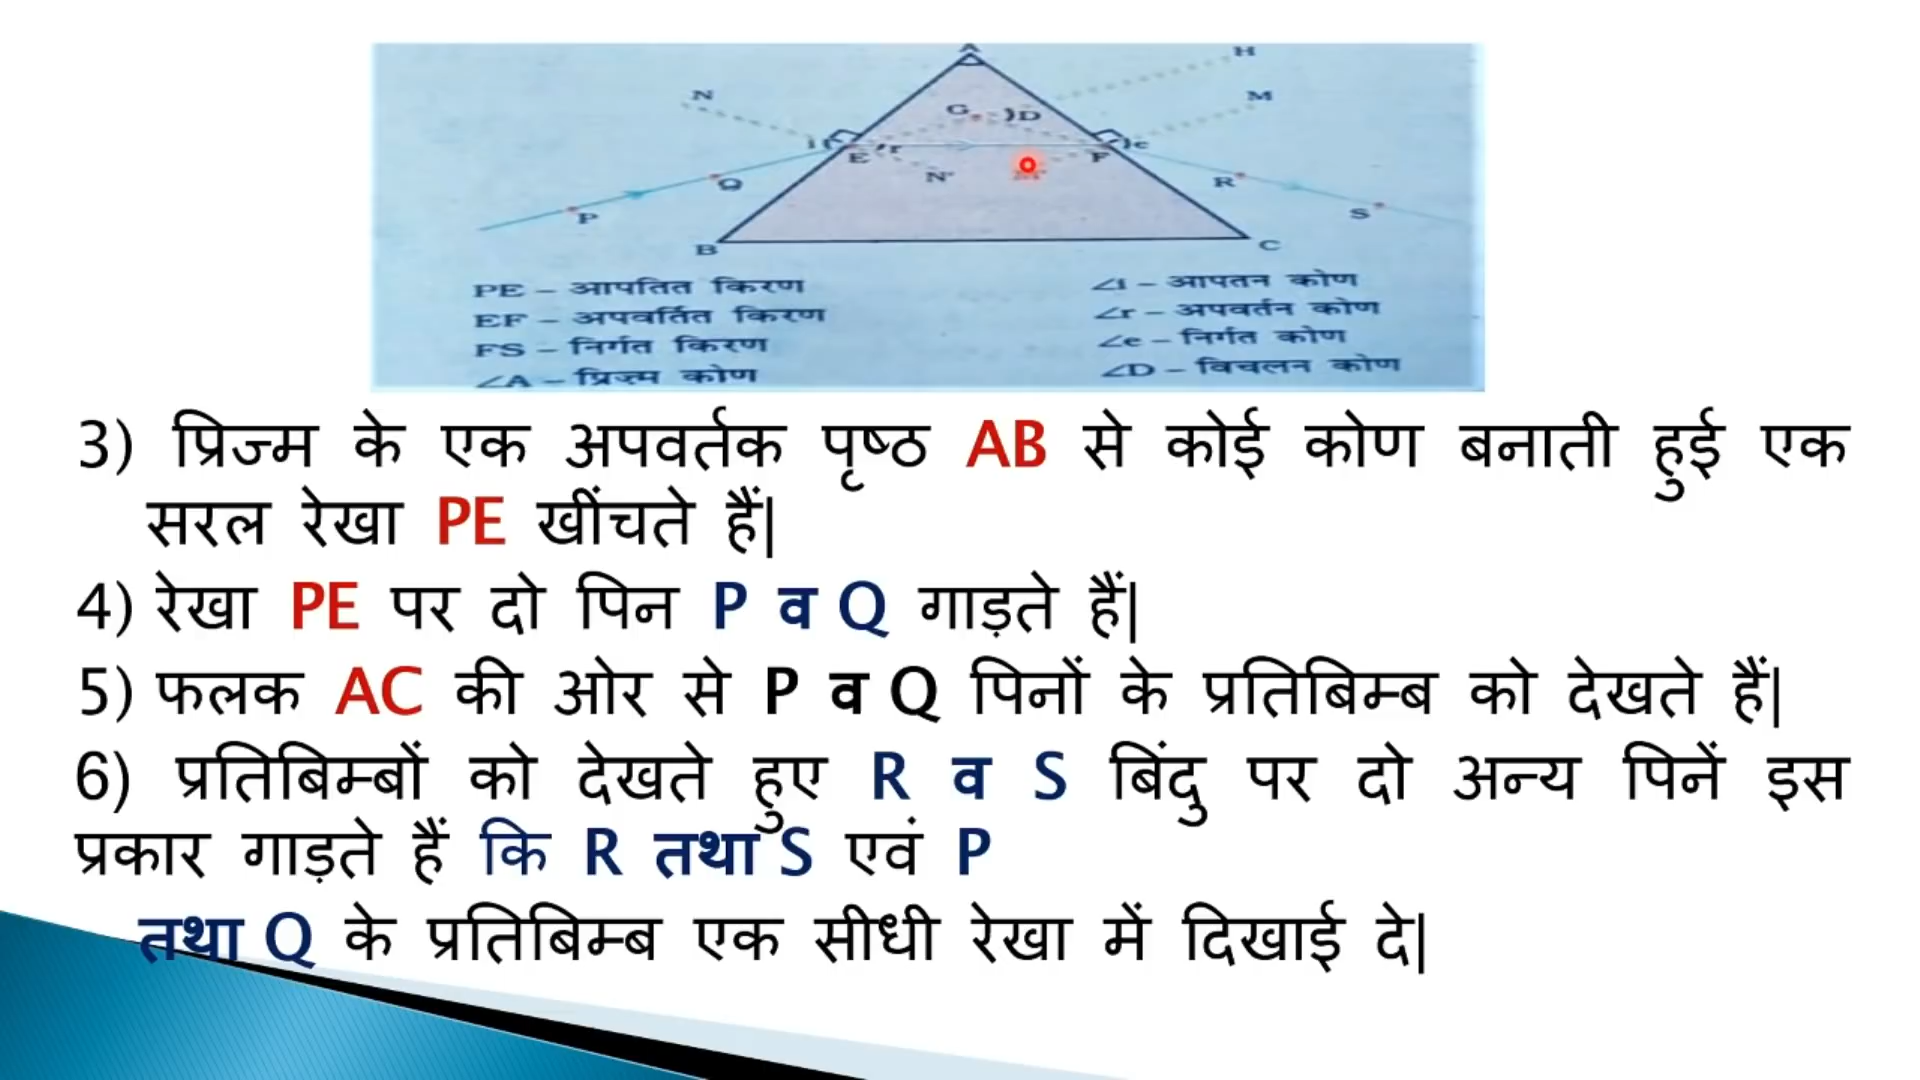 A
H
N
M
G
D
i
E
r
F
e
N'
Q
P
R
S
B
C
PE – आपतित किरण
EF – अपवर्तित किरण
FS – निर्गत किरण
∠A – प्रिज़्म कोण
∠i – आपतन कोण
∠r – अपवर्तन कोण
∠e – निर्गत कोण
∠D – विचलन कोण
3) प्रिज्म के एक अपवर्तक पृष्ठ AB से कोई कोण बनाती हुई एक
सरल रेखा PE खींचते हैं|
4) रेखा PE पर दो पिन P व Q गाड़ते हैं|
5) फलक AC की ओर से P व Q पिनों के प्रतिबिम्ब को देखते हैं|
6) प्रतिबिम्बों को देखते हुए R व S बिंदु पर दो अन्य पिनें इस
प्रकार गाड़ते हैं कि R तथा S एवं P
तथा Q के प्रतिबिम्ब एक सीधी रेखा में दिखाई दे|